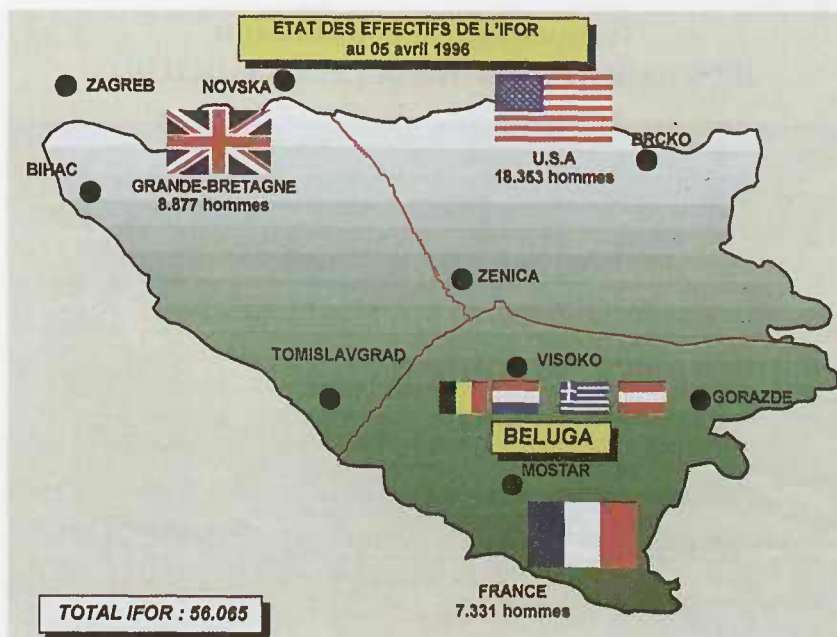 ETAT DES EFFECTIFS DE L'IFOR
au 05 avril 1996
ZAGREB
NOVSKA
BIHAC
GRANDE-BRETAGNE
8.877 hommes
U.S.A
18.353 hommes
BRCKO
ZENICA
TOMISLAVGRAD
VISOKO
GORAZDE
BELUGA
MOSTAR
FRANCE
7.331 hommes
TOTAL IFOR : 56.065